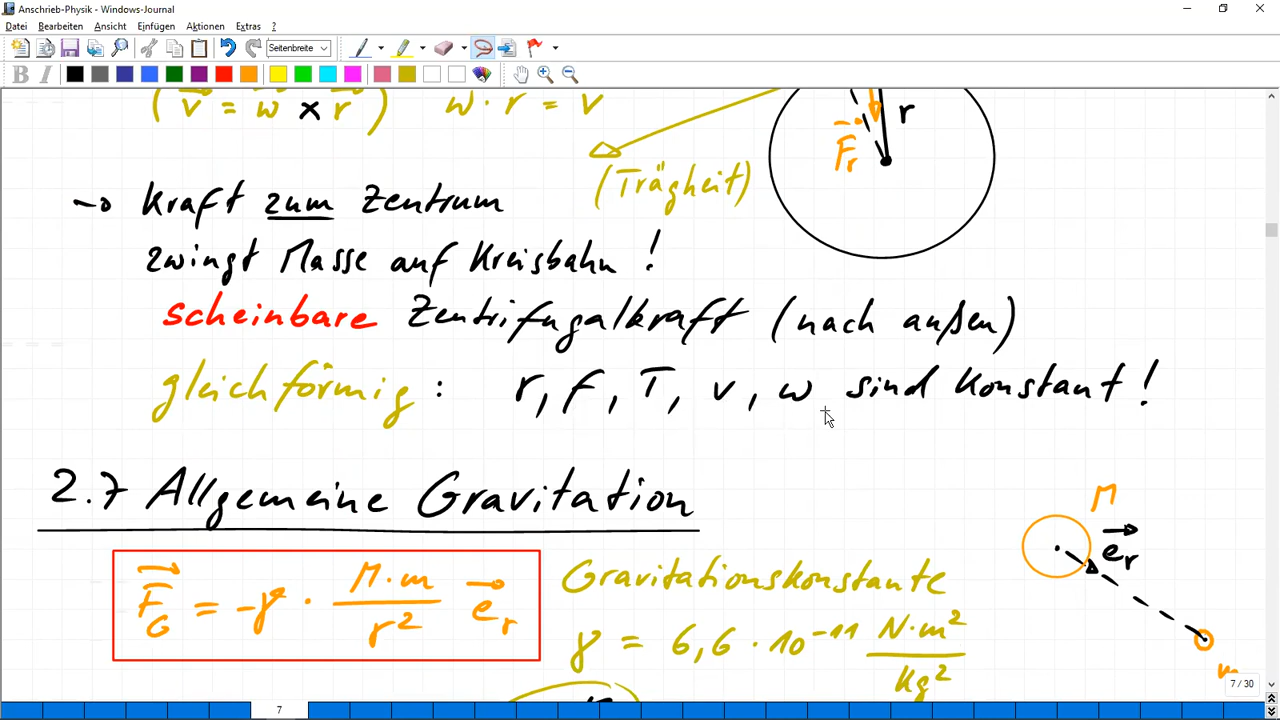 Anschrieb-Physik - Windows-Journal
Datei Bearbeiten Ansicht Einfügen Aktionen Extras ?
Seitenbreite
B I
(v = w x r) w · r = v
r
Fr
(Trägheit)
→ Kraft zum Zentrum
zwingt Masse auf Kreisbahn !
scheinbare Zentrifugalkraft (nach außen)
gleichförmig : r, f, T, v, w sind konstant !
2.7 Allgemeine Gravitation
M
er
F_G = -γ · M·m / r² e_r
Gravitationskonstante
γ = 6,6 · 10⁻¹¹ N·m² / kg²
m
7 / 30
7